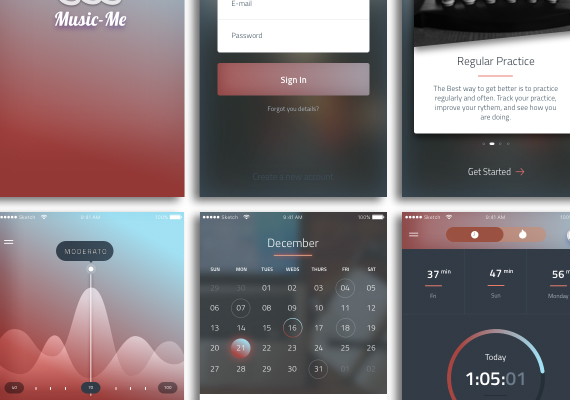 Music-Me
E-mail
Password
Sign In
Forgot you details?
Create a new account
Regular Practice
The Best way to get better is to practice
regularly and often. Track your practice,
improve your rythem, and see how you
are doing.
Get Started
Sketch 9:41 AM 100%
MODERATO
40 70 100
Sketch 9:41 AM 100%
December
SUN MON TUES WEDS THURS FRI SAT
29 30 01 02 03 04 05
06 07 08 09 10 11 12
13 14 15 16 17 18 19
20 21 22 23 24 25 26
27 28 29 30 31 01 02
Sketch 9:41 AM 100%
37 min 47 min 56 m
Fri Sun Monday
Today
1:05:01